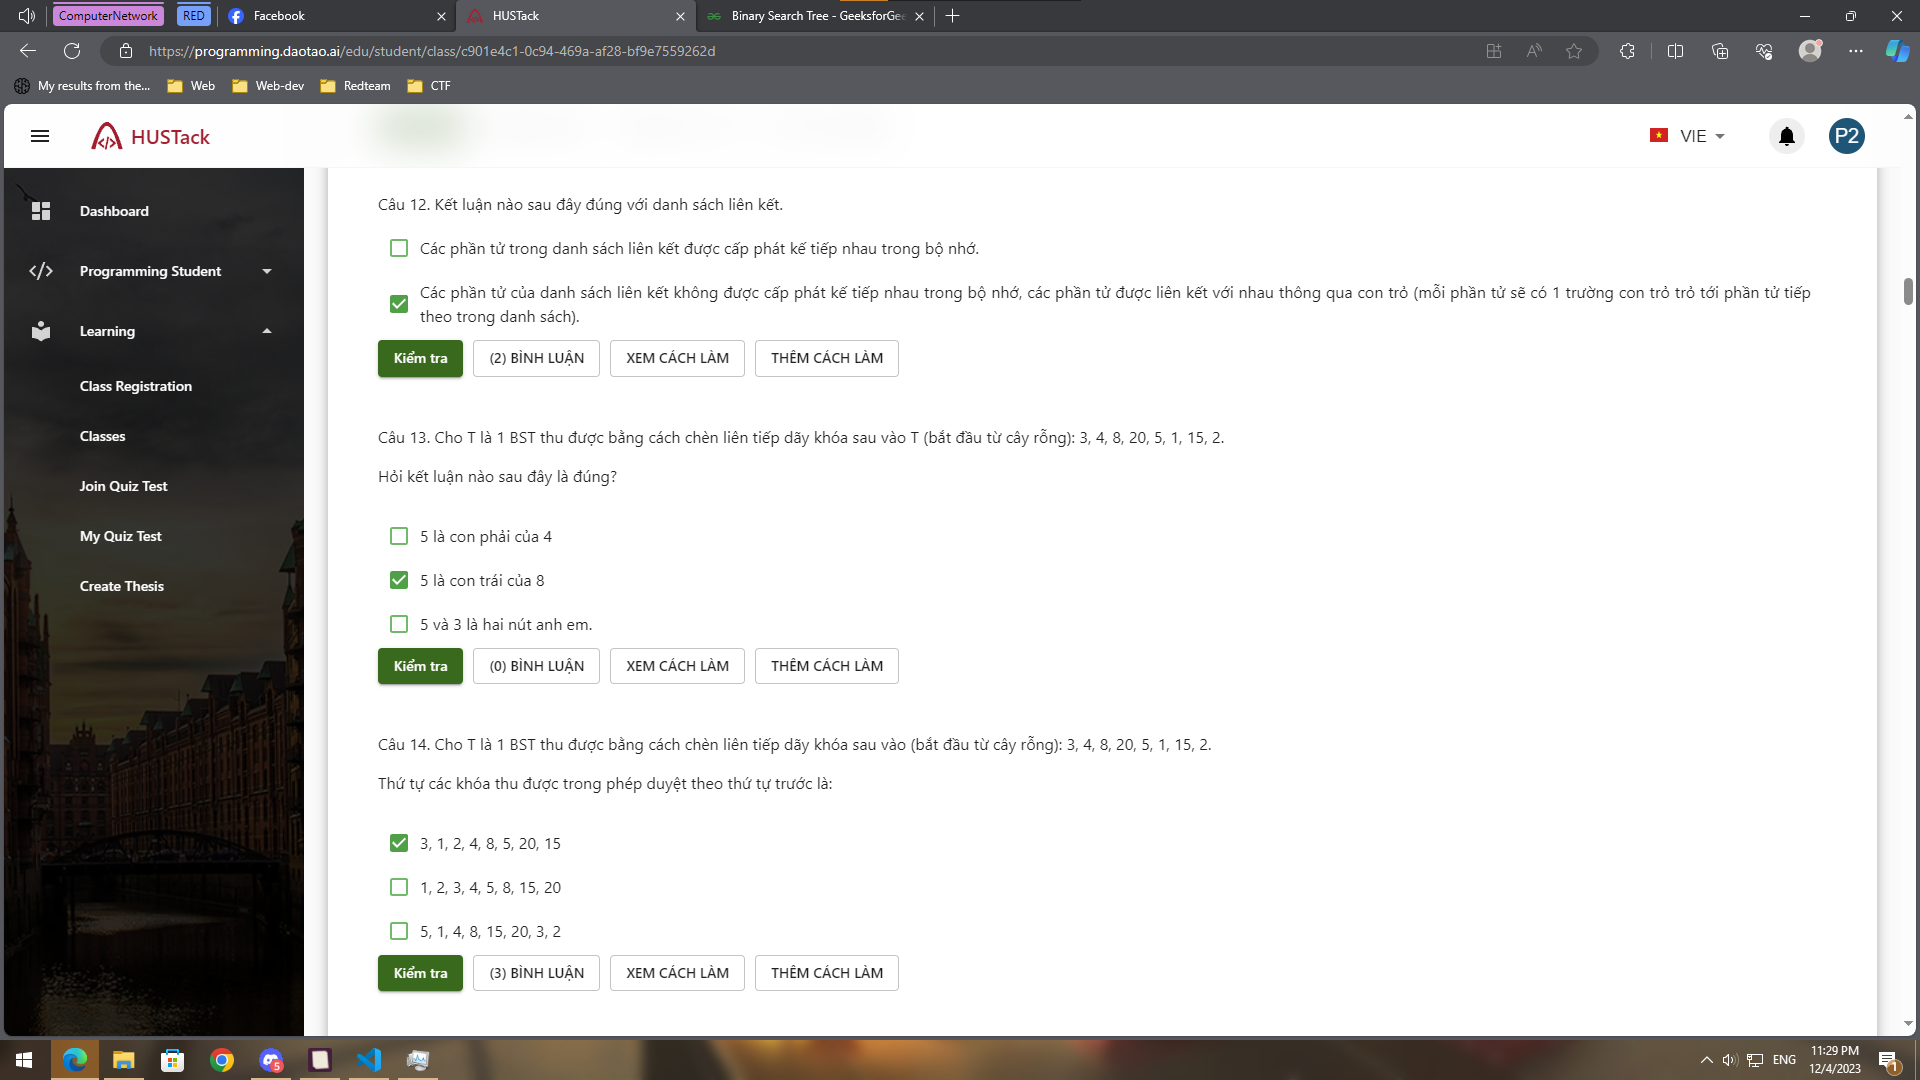 ComputerNetwork
RED
Facebook
HUSTack
Binary Search Tree - GeeksforGee
https://programming.daotao.ai/edu/student/class/c901e4c1-0c94-469a-af28-bf9e7559262d
My results from the...
Web
Web-dev
Redteam
CTF
HUSTack
VIE
P2
Dashboard
Programming Student
Learning
Class Registration
Classes
Join Quiz Test
My Quiz Test
Create Thesis
Câu 12. Kết luận nào sau đây đúng với danh sách liên kết.
Các phần tử trong danh sách liên kết được cấp phát kế tiếp nhau trong bộ nhớ.
Các phần tử của danh sách liên kết không được cấp phát kế tiếp nhau trong bộ nhớ, các phần tử được liên kết với nhau thông qua con trỏ (mỗi phần tử sẽ có 1 trường con trỏ trỏ tới phần tử tiếp
theo trong danh sách).
Kiểm tra
(2) BÌNH LUẬN
XEM CÁCH LÀM
THÊM CÁCH LÀM
Câu 13. Cho T là 1 BST thu được bằng cách chèn liên tiếp dãy khóa sau vào T (bắt đầu từ cây rỗng): 3, 4, 8, 20, 5, 1, 15, 2.
Hỏi kết luận nào sau đây là đúng?
5 là con phải của 4
5 là con trái của 8
5 và 3 là hai nút anh em.
Kiểm tra
(0) BÌNH LUẬN
XEM CÁCH LÀM
THÊM CÁCH LÀM
Câu 14. Cho T là 1 BST thu được bằng cách chèn liên tiếp dãy khóa sau vào (bắt đầu từ cây rỗng): 3, 4, 8, 20, 5, 1, 15, 2.
Thứ tự các khóa thu được trong phép duyệt theo thứ tự trước là:
3, 1, 2, 4, 8, 5, 20, 15
1, 2, 3, 4, 5, 8, 15, 20
5, 1, 4, 8, 15, 20, 3, 2
Kiểm tra
(3) BÌNH LUẬN
XEM CÁCH LÀM
THÊM CÁCH LÀM
5
ENG
11:29 PM
12/4/2023
1